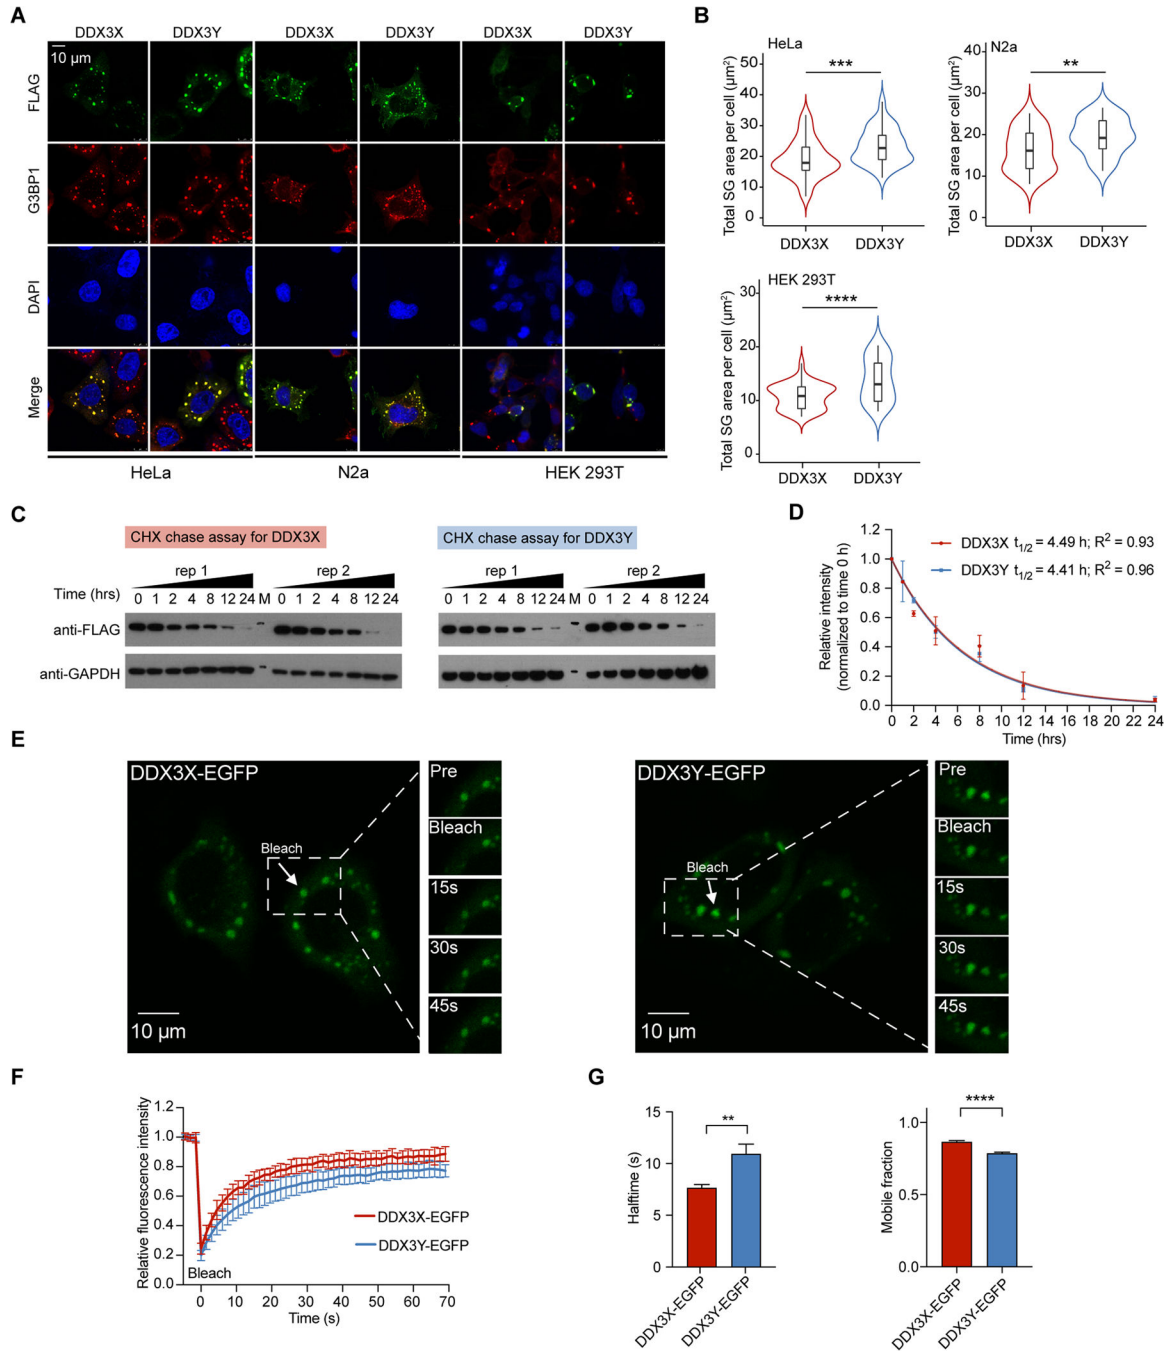 A
DDX3X DDX3Y DDX3X DDX3Y DDX3X DDX3Y
10 µm
FLAG
G3BP1
DAPI
Merge
HeLa N2a HEK 293T
B
HeLa
Total SG area per cell (µm²)
50
40
30
20
10
0
***
DDX3X DDX3Y
N2a
Total SG area per cell (µm²)
40
30
20
10
0
**
DDX3X DDX3Y
HEK 293T
Total SG area per cell (µm²)
30
20
10
0
****
DDX3X DDX3Y
C
CHX chase assay for DDX3X
rep 1 rep 2
Time (hrs) 0 1 2 4 8 12 24 M 0 1 2 4 8 12 24
anti-FLAG
anti-GAPDH
CHX chase assay for DDX3Y
rep 1 rep 2
0 1 2 4 8 12 24 M 0 1 2 4 8 12 24
D
Relative intensity
(normalized to time 0 h)
1.2
1.0
0.8
0.6
0.4
0.2
0.0
DDX3X t1/2 = 4.49 h; R² = 0.93
DDX3Y t1/2 = 4.41 h; R² = 0.96
0 2 4 6 8 10 12 14 16 18 20 22 24
Time (hrs)
E
DDX3X-EGFP
Bleach
10 µm
Pre
Bleach
15s
30s
45s
DDX3Y-EGFP
Bleach
10 µm
Pre
Bleach
15s
30s
45s
F
Relative fluorescence intensity
1.2
1.0
0.8
0.6
0.4
0.2
0.0
Bleach
DDX3X-EGFP
DDX3Y-EGFP
0 10 20 30 40 50 60 70
Time (s)
G
Halftime (s)
15
10
5
0
**
DDX3X-EGFP
DDX3Y-EGFP
Mobile fraction
1.0
0.5
0.0
****
DDX3X-EGFP
DDX3Y-EGFP